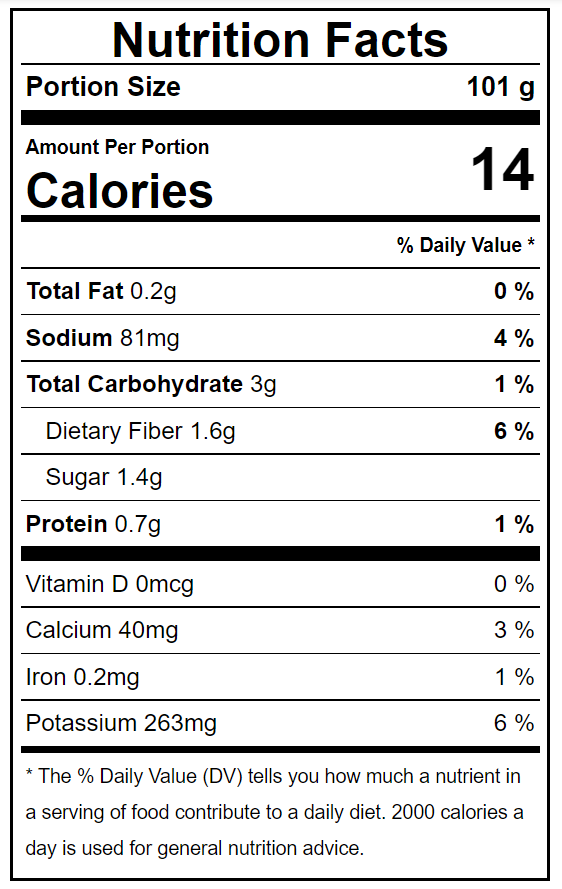 Nutrition Facts
Portion Size 101 g
Amount Per Portion
Calories 14
% Daily Value *
Total Fat 0.2g 0 %
Sodium 81mg 4 %
Total Carbohydrate 3g 1 %
Dietary Fiber 1.6g 6 %
Sugar 1.4g
Protein 0.7g 1 %
Vitamin D 0mcg 0 %
Calcium 40mg 3 %
Iron 0.2mg 1 %
Potassium 263mg 6 %
* The % Daily Value (DV) tells you how much a nutrient in
a serving of food contribute to a daily diet. 2000 calories a
day is used for general nutrition advice.